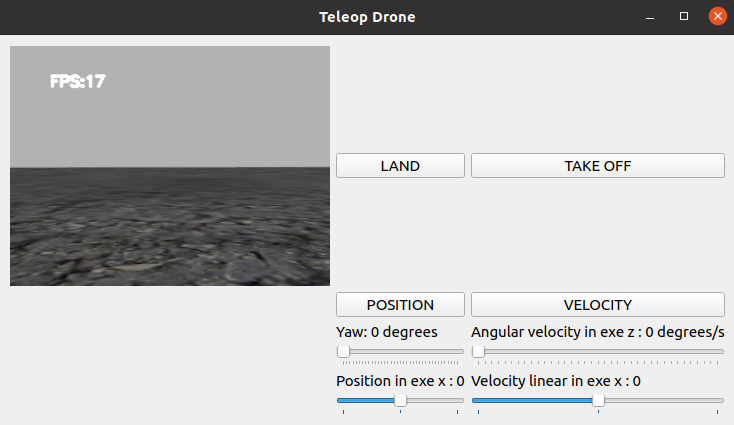 Teleop Drone
FPS:17
LAND
TAKE OFF
POSITION
VELOCITY
Yaw: 0 degrees
Angular velocity in exe z : 0 degrees/s
Position in exe x : 0
Velocity linear in exe x : 0